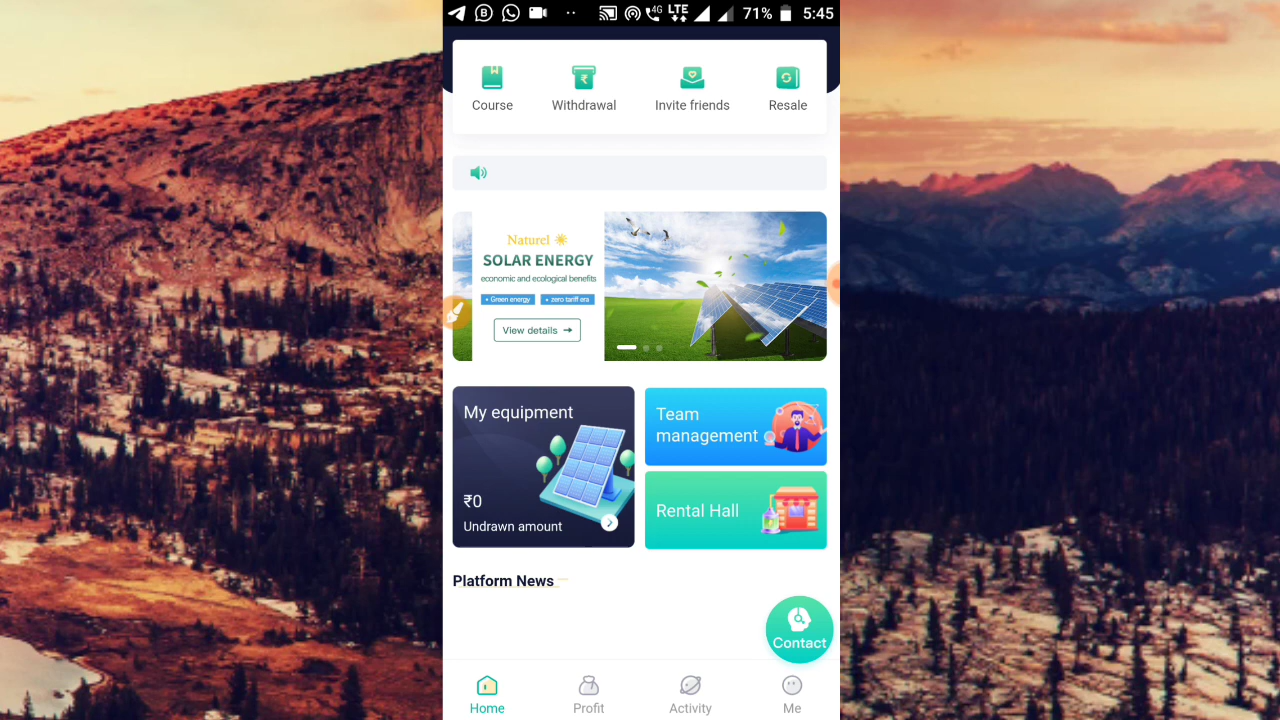 4G LTE 71% 5:45
Course Withdrawal Invite friends Resale
Naturel
SOLAR ENERGY
economic and ecological benefits
• Green energy • zero tariff era
View details →
My equipment
₹0
Undrawn amount
Team
management
Rental Hall
Platform News
Contact
Home Profit Activity Me